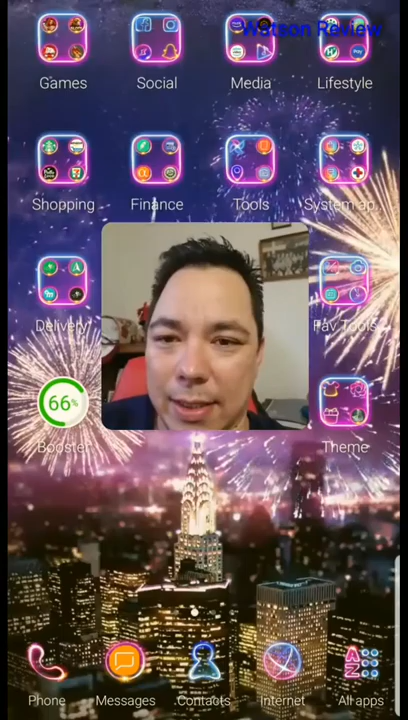 Watson Review
Games
Social
Media
Lifestyle
Shopping
Finance
Tools
System ap...
Delivery
Fav Tools
66%
Booster
Theme
Phone
Messages
Contacts
Internet
All apps